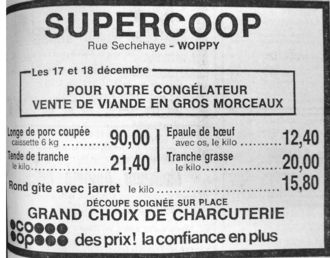 SUPERCOOP
Rue Sechehaye - WOIPPY
Les 17 et 18 décembre
POUR VOTRE CONGÉLATEUR
VENTE DE VIANDE EN GROS MORCEAUX
Longe de porc coupée
caissette 6 kg .......... 90,00
Tende de tranche
le kilo .......... 21,40
Epaule de bœuf
avec os, le kilo .......... 12,40
Tranche grasse
le kilo .......... 20,00
Rond gite avec jarret le kilo .......... 15,80
DÉCOUPE SOIGNÉE SUR PLACE
GRAND CHOIX DE CHARCUTERIE
coop des prix! la confiance en plus